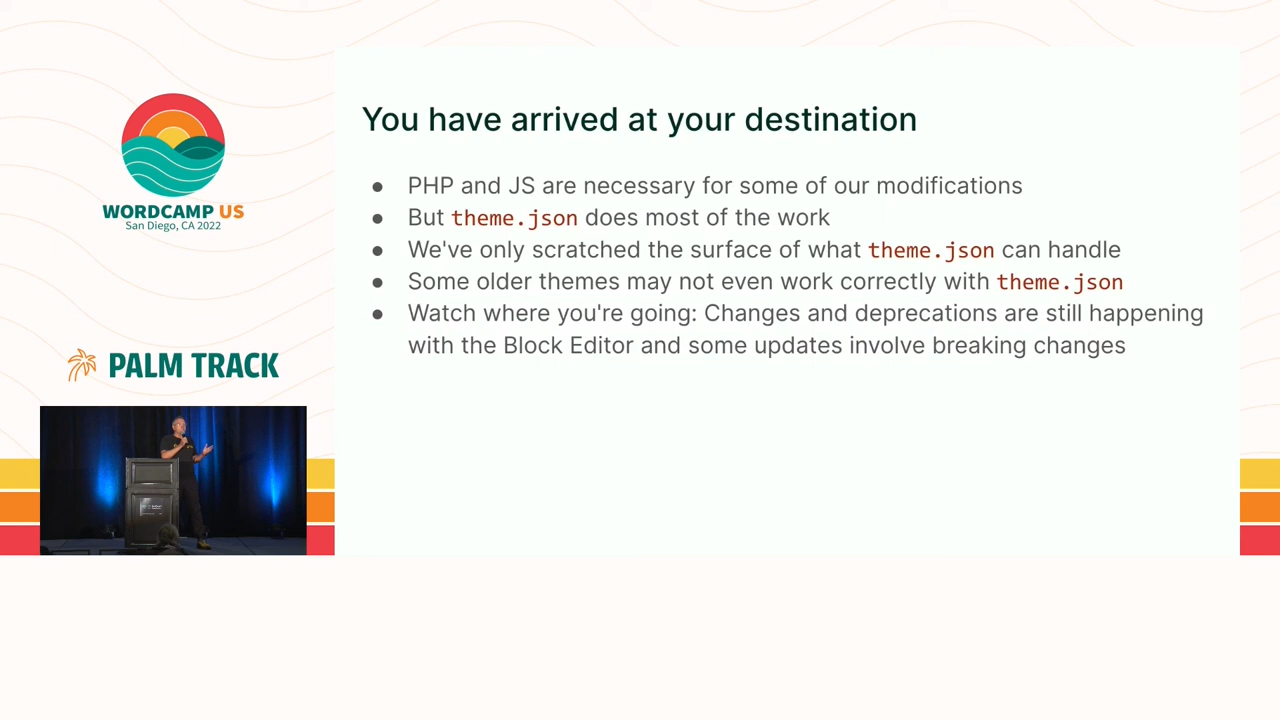 WORDCAMP US
San Diego, CA 2022
PALM TRACK
You have arrived at your destination
● PHP and JS are necessary for some of our modifications
● But theme.json does most of the work
● We've only scratched the surface of what theme.json can handle
● Some older themes may not even work correctly with theme.json
● Watch where you're going: Changes and deprecations are still happening
with the Block Editor and some updates involve breaking changes